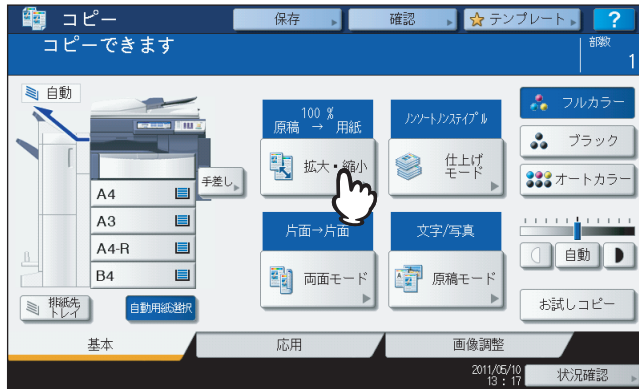 コピー
保存
確認
テンプレート
?
コピーできます
部数
1
自動
100 %
原稿 → 用紙
拡大・縮小
ノンソート/ノンステイプル
仕上げ
モード
フルカラー
ブラック
オートカラー
手差し
A4
A3
A4-R
B4
片面→片面
両面モード
文字/写真
原稿モード
自動
排紙先
トレイ
自動用紙選択
お試しコピー
基本
応用
画像調整
2011/05/10
13 : 17
状況確認